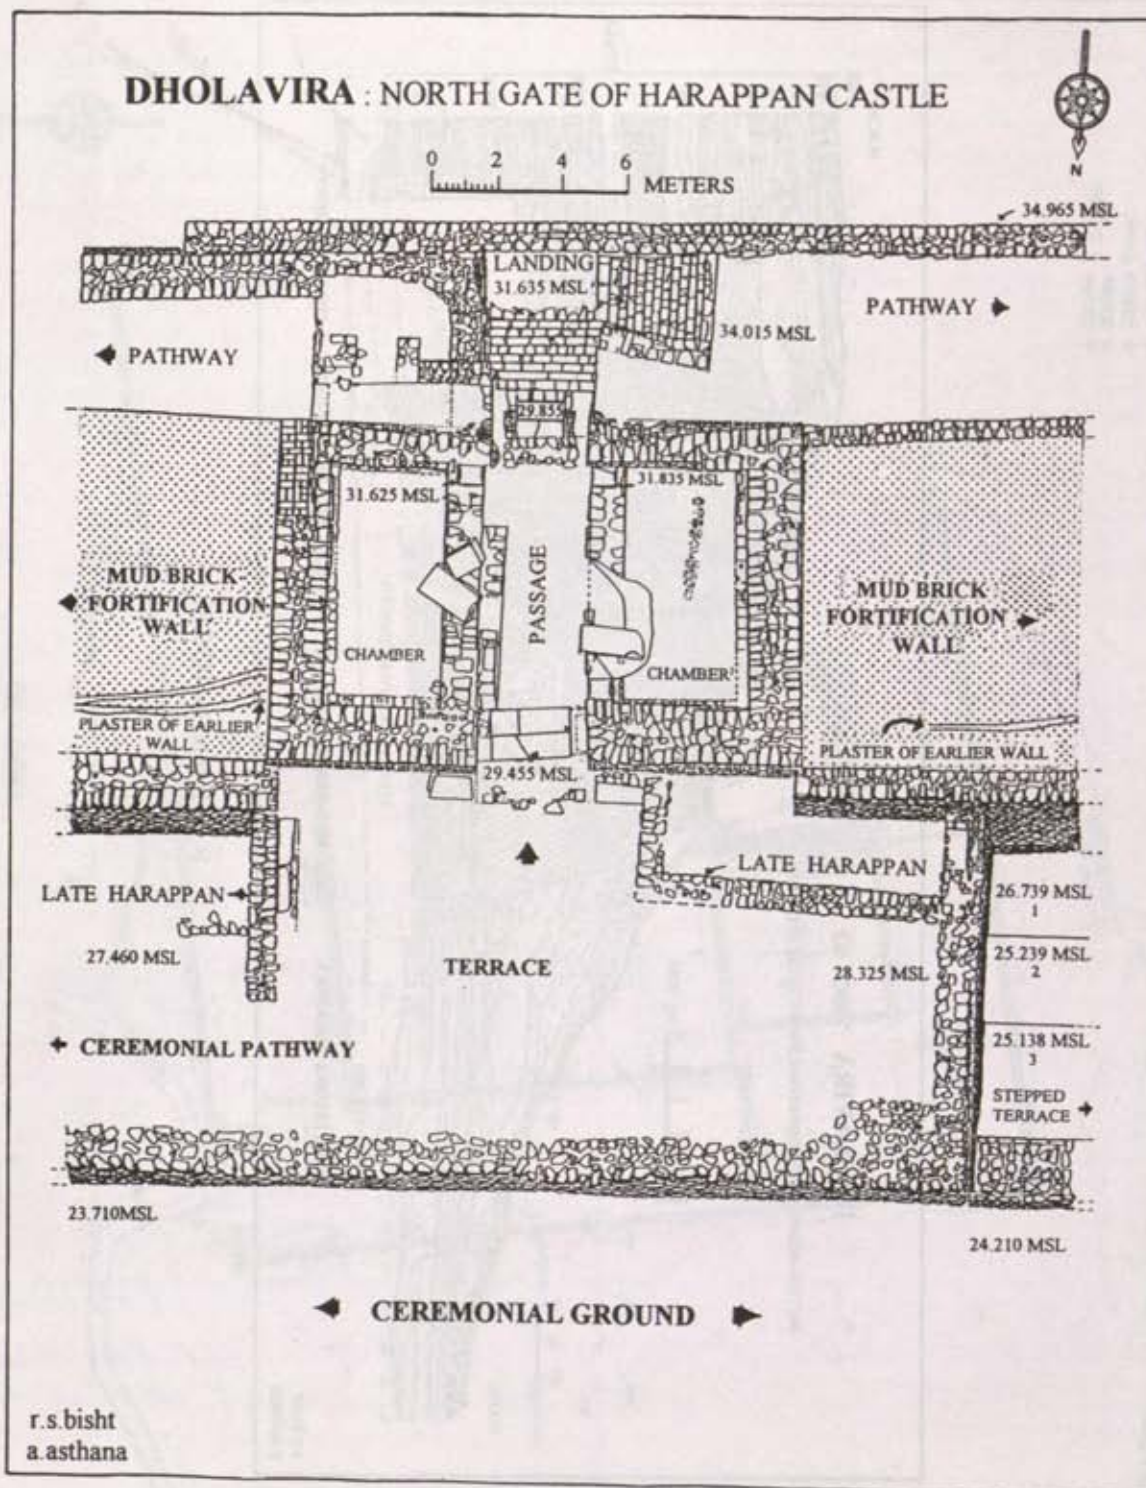 DHOLAVIRA : NORTH GATE OF HARAPPAN CASTLE
0 2 4 6
METERS
N
34.965 MSL
LANDING
31.635 MSL
PATHWAY
34.015 MSL
PATHWAY
29.855
31.625 MSL
31.835 MSL
PASSAGE
MUD BRICK
FORTIFICATION
WALL
MUD BRICK
FORTIFICATION
WALL
CHAMBER
CHAMBER
PLASTER OF EARLIER
WALL
PLASTER OF EARLIER WALL
29.455 MSL
LATE HARAPPAN
LATE HARAPPAN
26.739 MSL
1
27.460 MSL
TERRACE
28.325 MSL
25.239 MSL
2
CEREMONIAL PATHWAY
25.138 MSL
3
STEPPED
TERRACE
23.710MSL
24.210 MSL
CEREMONIAL GROUND
r.s.bisht
a.asthana